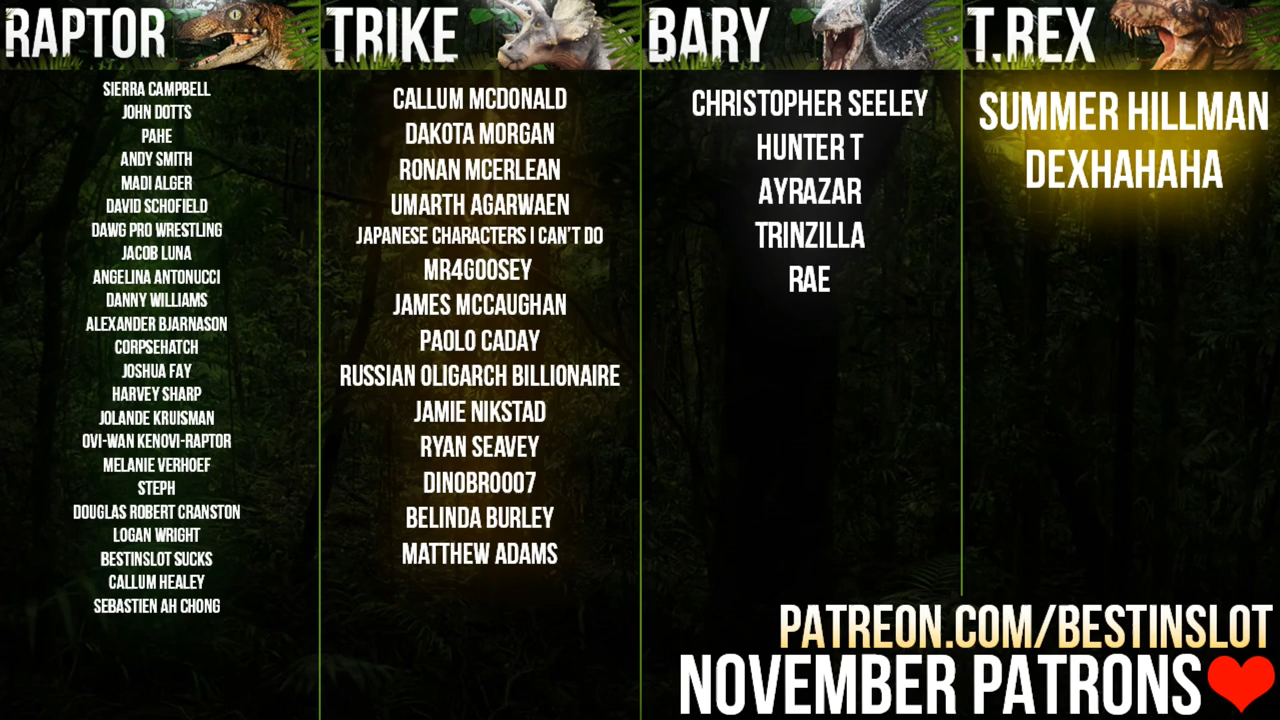 RAPTOR
SIERRA CAMPBELL
JOHN DOTTS
PAHE
ANDY SMITH
MADI ALGER
DAVID SCHOFIELD
DAWG PRO WRESTLING
JACOB LUNA
ANGELINA ANTONUCCI
DANNY WILLIAMS
ALEXANDER BJARNASON
CORPSEHATCH
JOSHUA FAY
HARVEY SHARP
JOLANDE KRUISMAN
OVI-WAN KENOVI-RAPTOR
MELANIE VERHOEF
STEPH
DOUGLAS ROBERT CRANSTON
LOGAN WRIGHT
BESTINSLOT SUCKS
CALLUM HEALEY
SEBASTIEN AH CHONG
TRIKE
CALLUM MCDONALD
DAKOTA MORGAN
RONAN MCERLEAN
UMARTH AGARWAEN
JAPANESE CHARACTERS I CAN'T DO
MR4GOOSEY
JAMES MCCAUGHAN
PAOLO CADAY
RUSSIAN OLIGARCH BILLIONAIRE
JAMIE NIKSTAD
RYAN SEAVEY
DINOBRO007
BELINDA BURLEY
MATTHEW ADAMS
BARY
CHRISTOPHER SEELEY
HUNTER T
AYRAZAR
TRINZILLA
RAE
T.REX
SUMMER HILLMAN
DEXHAHAHA
PATREON.COM/BESTINSLOT
NOVEMBER PATRONS